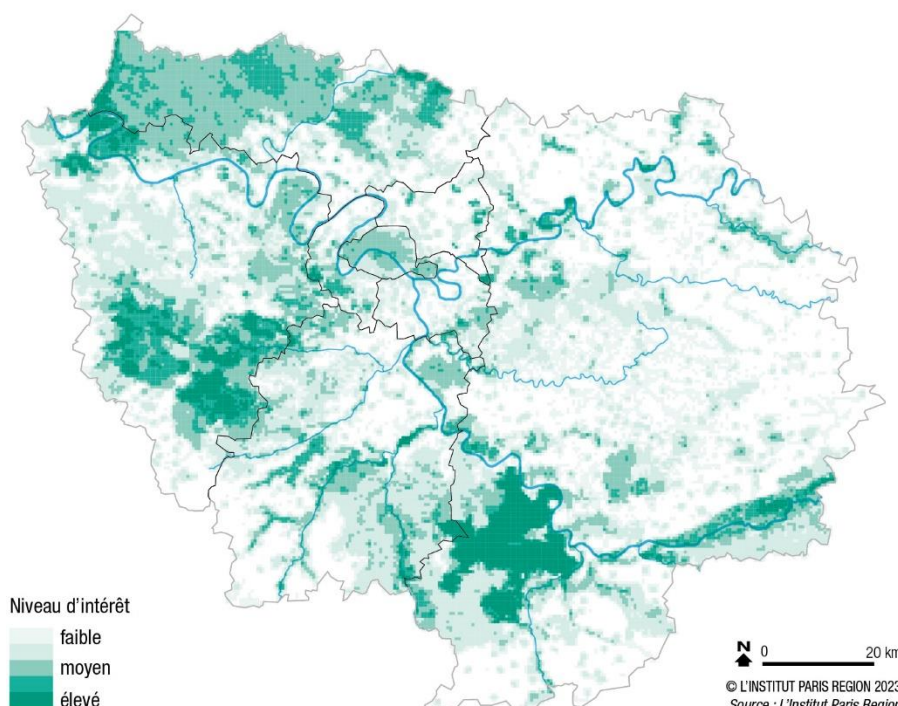 Niveau d'intérêt
faible
moyen
élevé
N
0 20 km
© L'INSTITUT PARIS REGION 2023
Source : L'Institut Paris Region